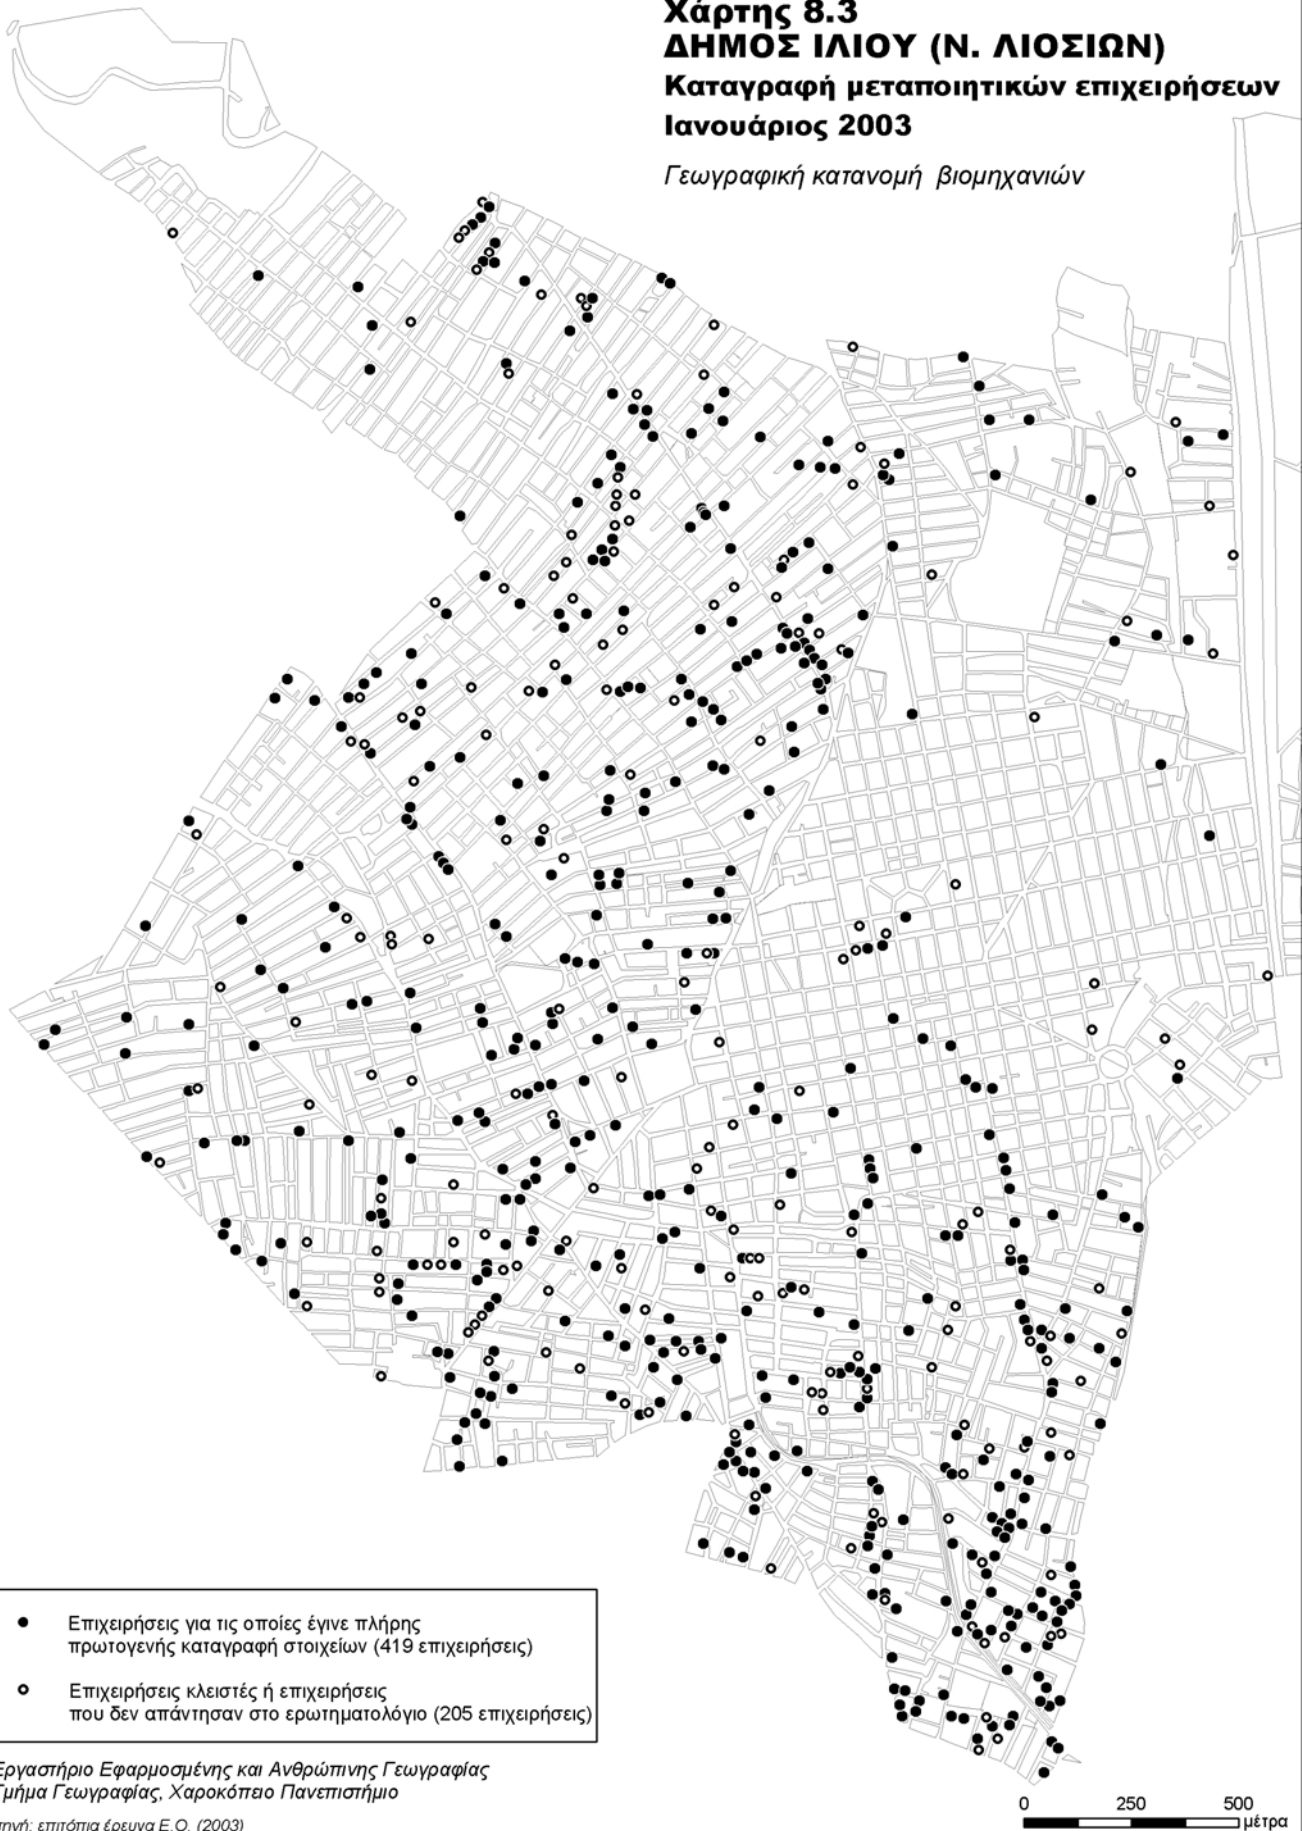 Χάρτης 8.3
ΔΗΜΟΣ ΙΛΙΟΥ (Ν. ΛΙΟΣΙΩΝ)
Καταγραφή μεταποιητικών επιχειρήσεων
Ιανουάριος 2003
Γεωγραφική κατανομή βιομηχανιών
Επιχειρήσεις για τις οποίες έγινε πλήρης
πρωτογενής καταγραφή στοιχείων (419 επιχειρήσεις)
Επιχειρήσεις κλειστές ή επιχειρήσεις
που δεν απάντησαν στο ερωτηματολόγιο (205 επιχειρήσεις)
Εργαστήριο Εφαρμοσμένης και Ανθρώπινης Γεωγραφίας
Τμήμα Γεωγραφίας, Χαροκόπειο Πανεπιστήμιο
πηγή: επιτόπια έρευνα Ε.Ο. (2003)
0 250 500
μέτρα